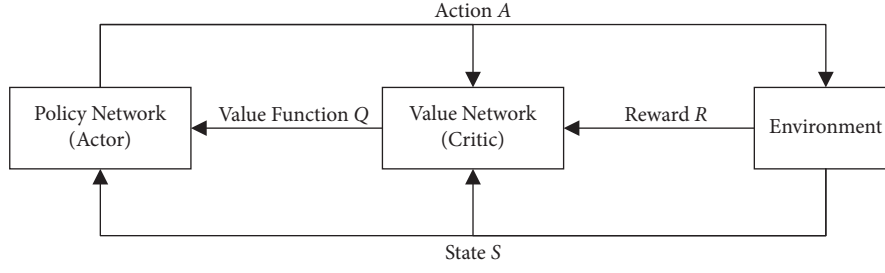 Action A
Policy Network
(Actor)
Value Function Q
Value Network
(Critic)
Reward R
Environment
State S